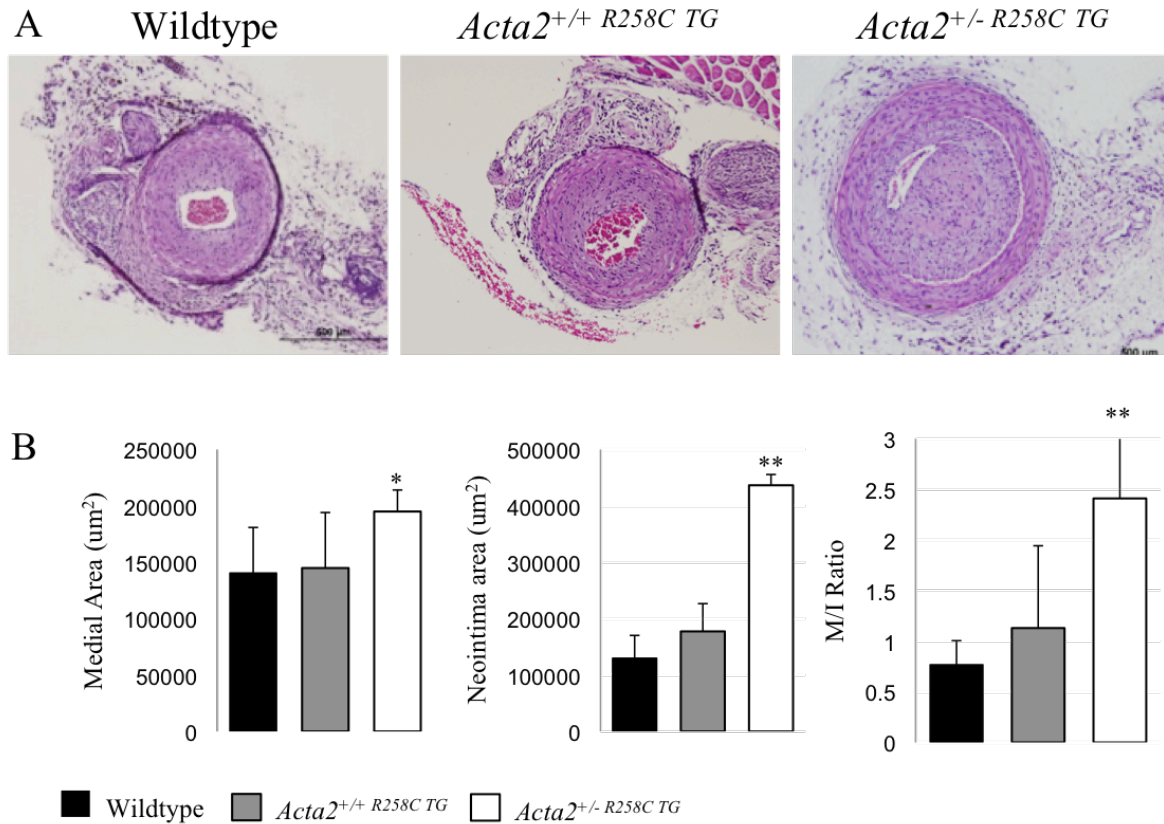 A
Wildtype
Acta2+/+ R258C TG
Acta2+/- R258C TG
500 µm
500 µm
B
Medial Area (um2)
250000
200000
150000
100000
50000
0
*
Neointima area (um2)
500000
400000
300000
200000
100000
0
**
M/I Ratio
3
2.5
2
1.5
1
0.5
0
**
Wildtype
Acta2+/+ R258C TG
Acta2+/- R258C TG